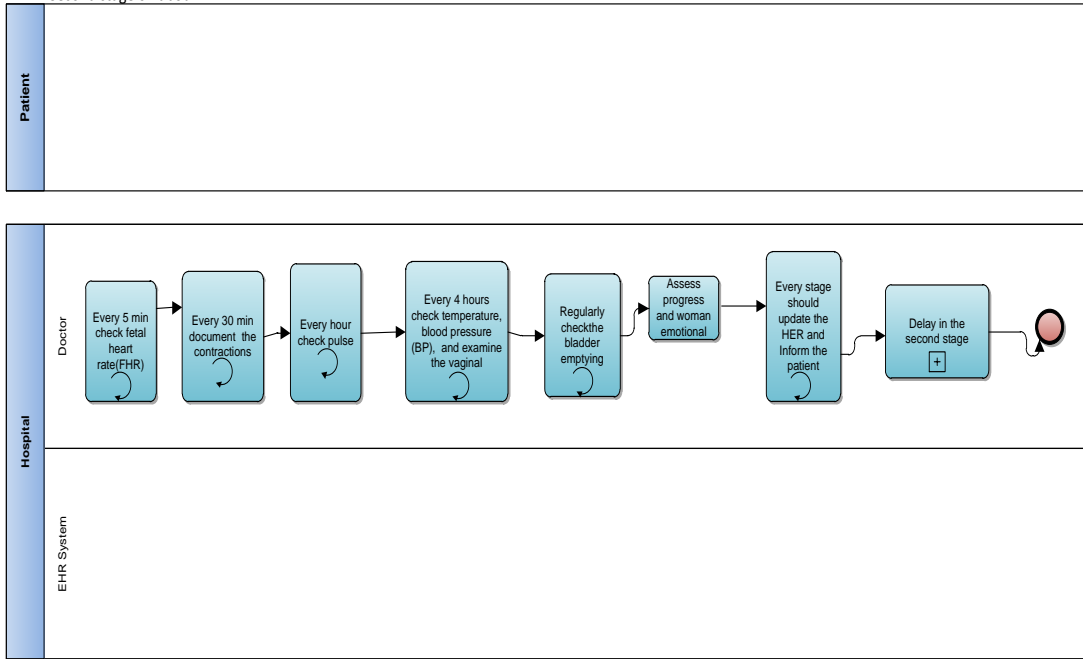 Patient
Hospital
Doctor
EHR System
Every 5 min
check fetal
heart
rate(FHR)
Every 30 min
document the
contractions
Every hour
check pulse
Every 4 hours
check temperature,
blood pressure
(BP), and examine
the vaginal
Regularly
checkthe
bladder
emptying
Assess
progress
and woman
emotional
Every stage
should
update the
HER and
Inform the
patient
Delay in the
second stage
+